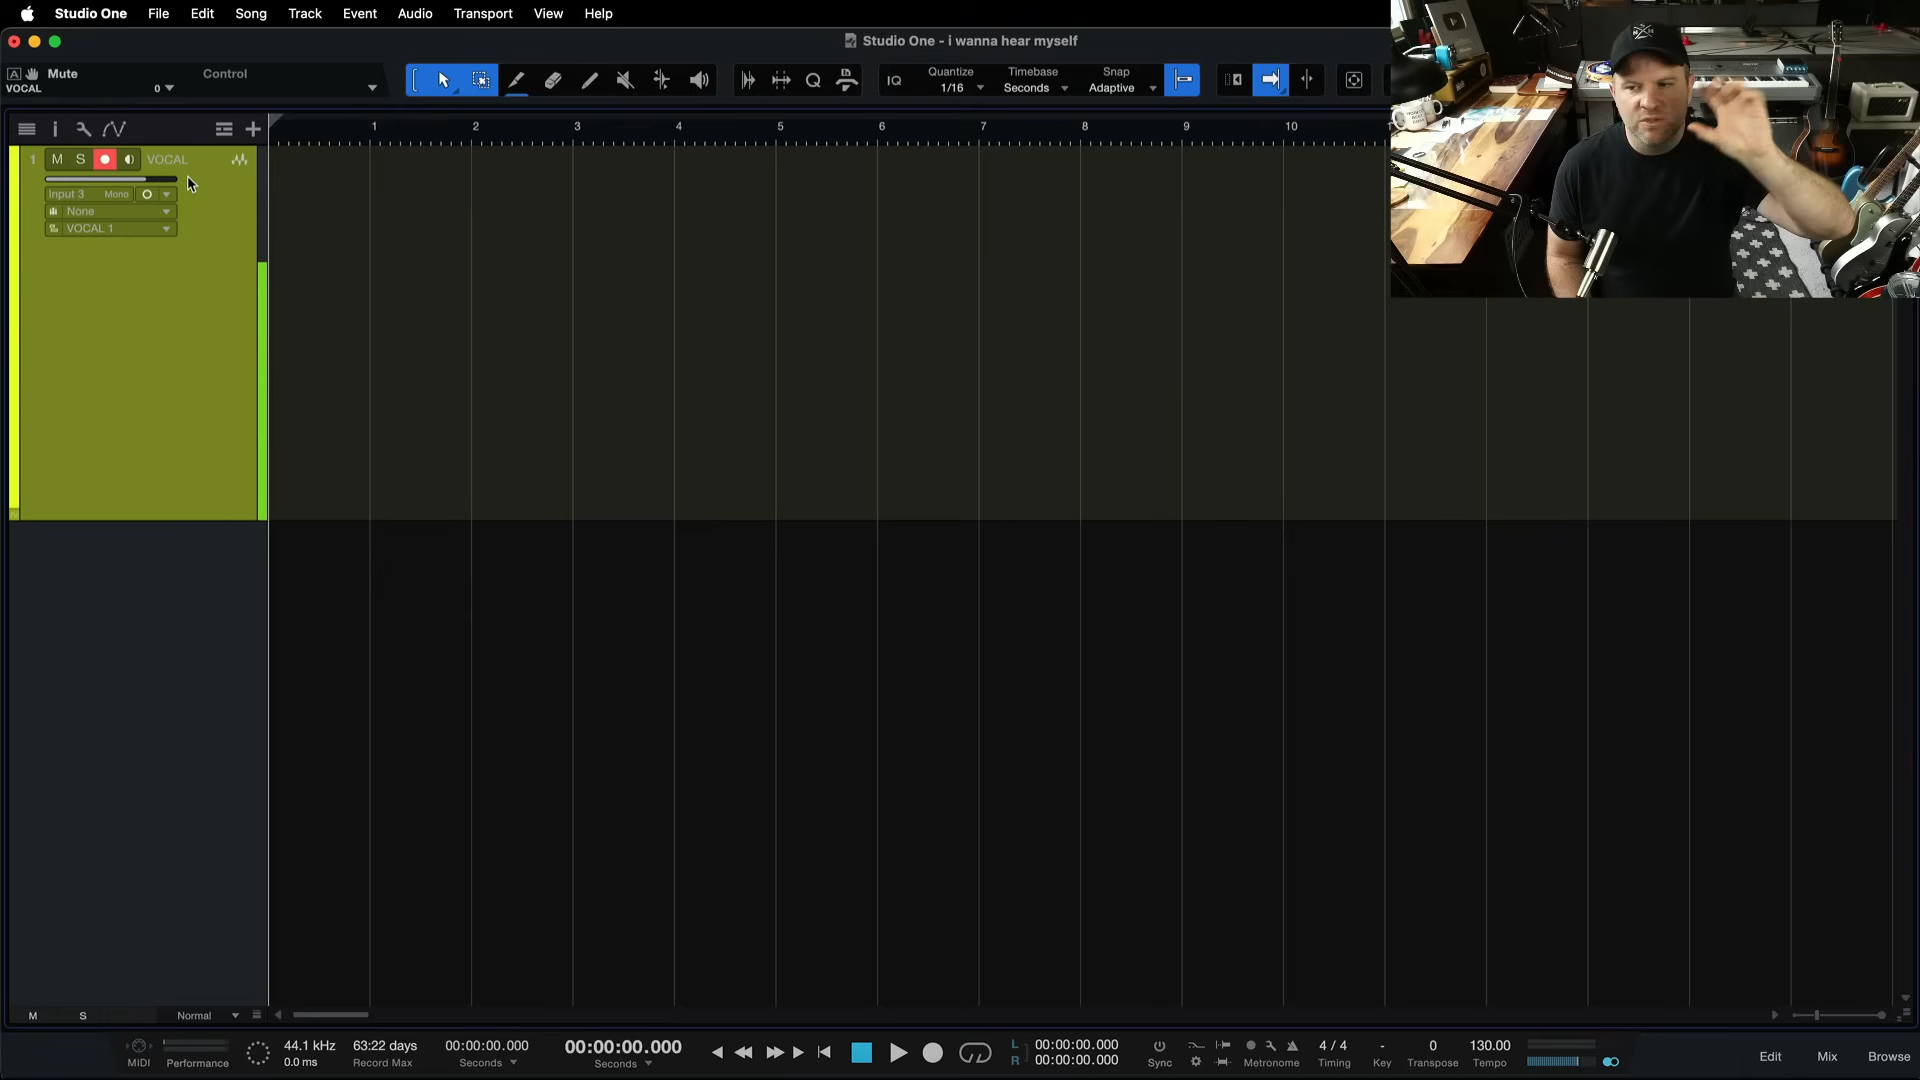 Studio One File Edit Song Track Event Audio Transport View Help
Studio One - i wanna hear myself
Mute
VOCAL
0
Control
IQ
Quantize
1/16
Timebase
Seconds
Snap
Adaptive
1 2 3 4 5 6 7 8 9 10
1 M S VOCAL
Input 3 Mono
None
VOCAL 1
M S Normal
MIDI
Performance
44.1 kHz
0.0 ms
63:22 days
Record Max
00:00:00.000
Seconds
00:00:00.000
Seconds
L 00:00:00.000
R 00:00:00.000
Sync
Metronome
4 / 4
Timing
-
Key
0
Transpose
130.00
Tempo
Edit Mix Browse